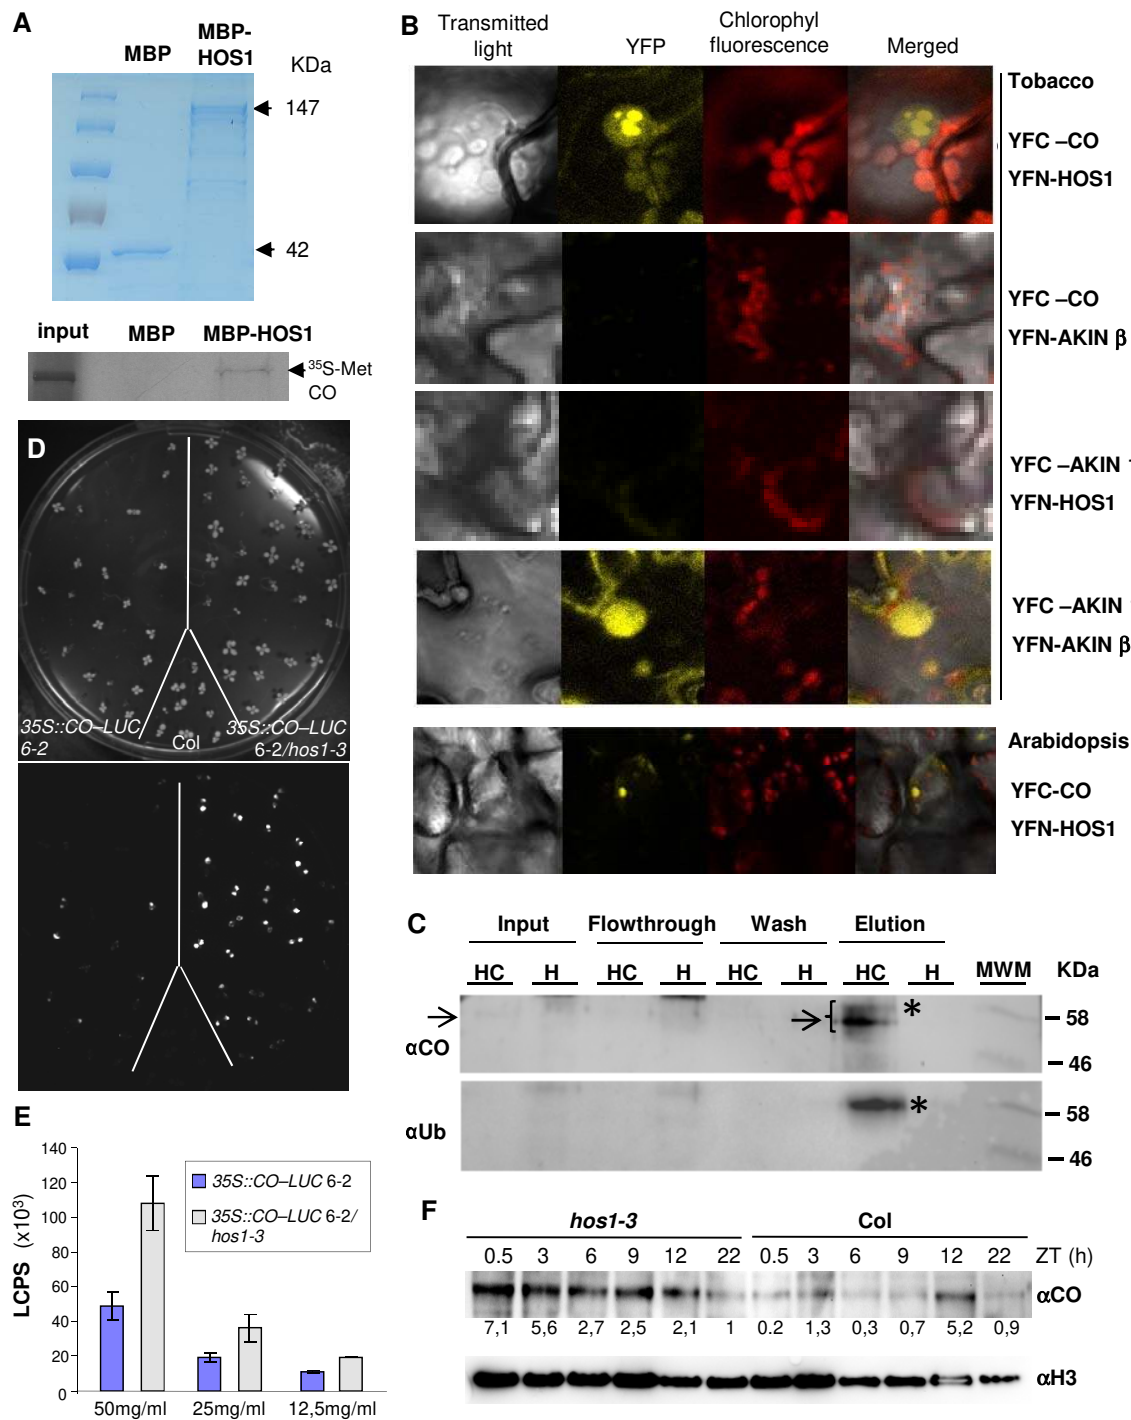 A
MBP
MBP-
HOS1
KDa
147
42
input
MBP
MBP-HOS1
35S-Met
CO
B
Transmitted
light
YFP
Chlorophyl
fluorescence
Merged
Tobacco
YFC –CO
YFN-HOS1
YFC –CO
YFN-AKIN β
YFC –AKIN
YFN-HOS1
YFC –AKIN
YFN-AKIN β
Arabidopsis
YFC-CO
YFN-HOS1
C
Input
Flowthrough
Wash
Elution
HC
H
HC
H
HC
H
HC
H
MWM
KDa
*
58
46
αCO
*
58
46
αUb
D
35S::CO–LUC
6-2
Col
35S::CO–LUC
6-2/hos1-3
E
LCPS (x10³)
140
120
100
80
60
40
20
0
35S::CO–LUC 6-2
35S::CO–LUC 6-2/
hos1-3
50mg/ml
25mg/ml
12,5mg/ml
F
hos1-3
Col
0.5 3 6 9 12 22 0.5 3 6 9 12 22 ZT (h)
αCO
7,1 5,6 2,7 2,5 2,1 1 0.2 1,3 0,3 0,7 5,2 0,9
αH3